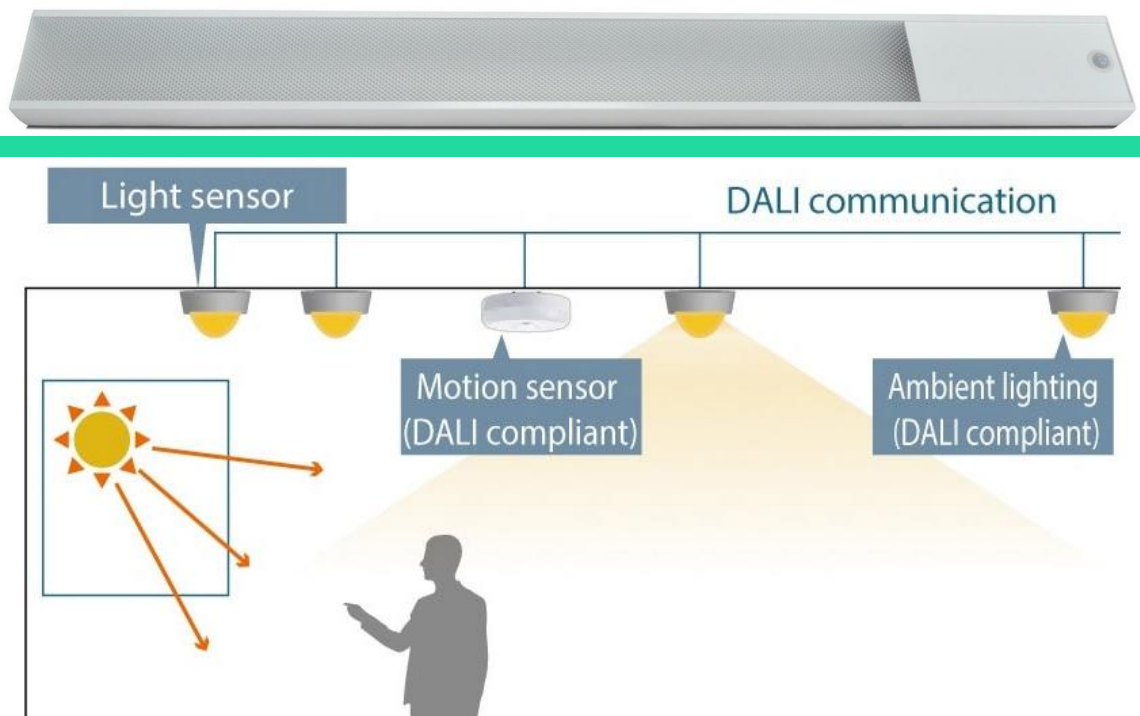 Light sensor
DALI communication
Motion sensor
(DALI compliant)
Ambient lighting
(DALI compliant)